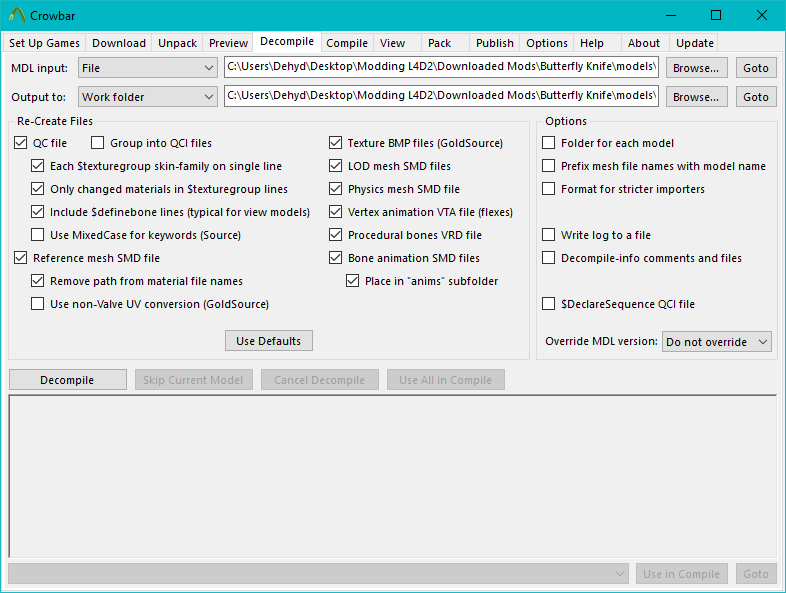 Crowbar
Set Up Games Download Unpack Preview Decompile Compile View Pack Publish Options Help About Update
MDL input: File C:\Users\Dehyd\Desktop\Modding L4D2\Downloaded Mods\Butterfly Knife\models\ Browse... Goto
Output to: Work folder C:\Users\Dehyd\Desktop\Modding L4D2\Downloaded Mods\Butterfly Knife\models\ Browse... Goto
Re-Create Files
QC file Group into QCI files
Each $texturegroup skin-family on single line
Only changed materials in $texturegroup lines
Include $definebone lines (typical for view models)
Use MixedCase for keywords (Source)
Reference mesh SMD file
Remove path from material file names
Use non-Valve UV conversion (GoldSource)
Texture BMP files (GoldSource)
LOD mesh SMD files
Physics mesh SMD file
Vertex animation VTA file (flexes)
Procedural bones VRD file
Bone animation SMD files
Place in "anims" subfolder
Use Defaults
Options
Folder for each model
Prefix mesh file names with model name
Format for stricter importers
Write log to a file
Decompile-info comments and files
$DeclareSequence QCI file
Override MDL version: Do not override
Decompile Skip Current Model Cancel Decompile Use All in Compile
Use in Compile Goto